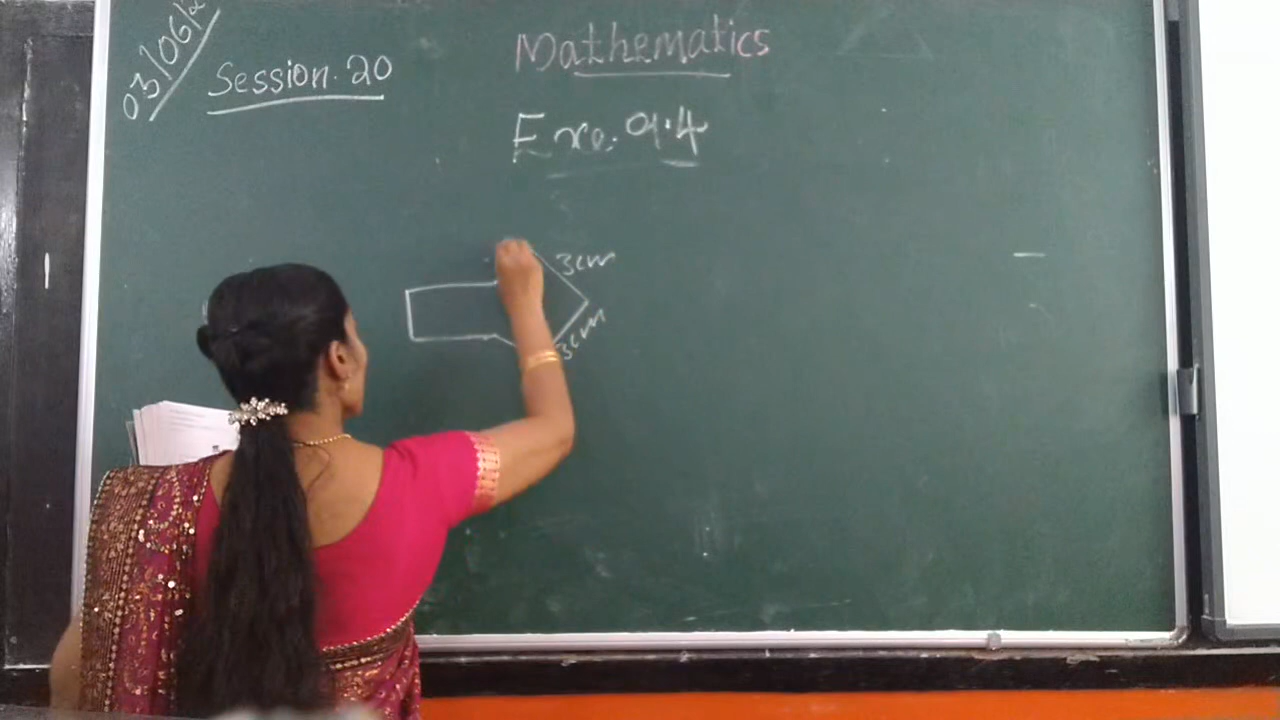 03/06/
Session. 20
Mathematics
Exe. 9.4
3cm
3cm